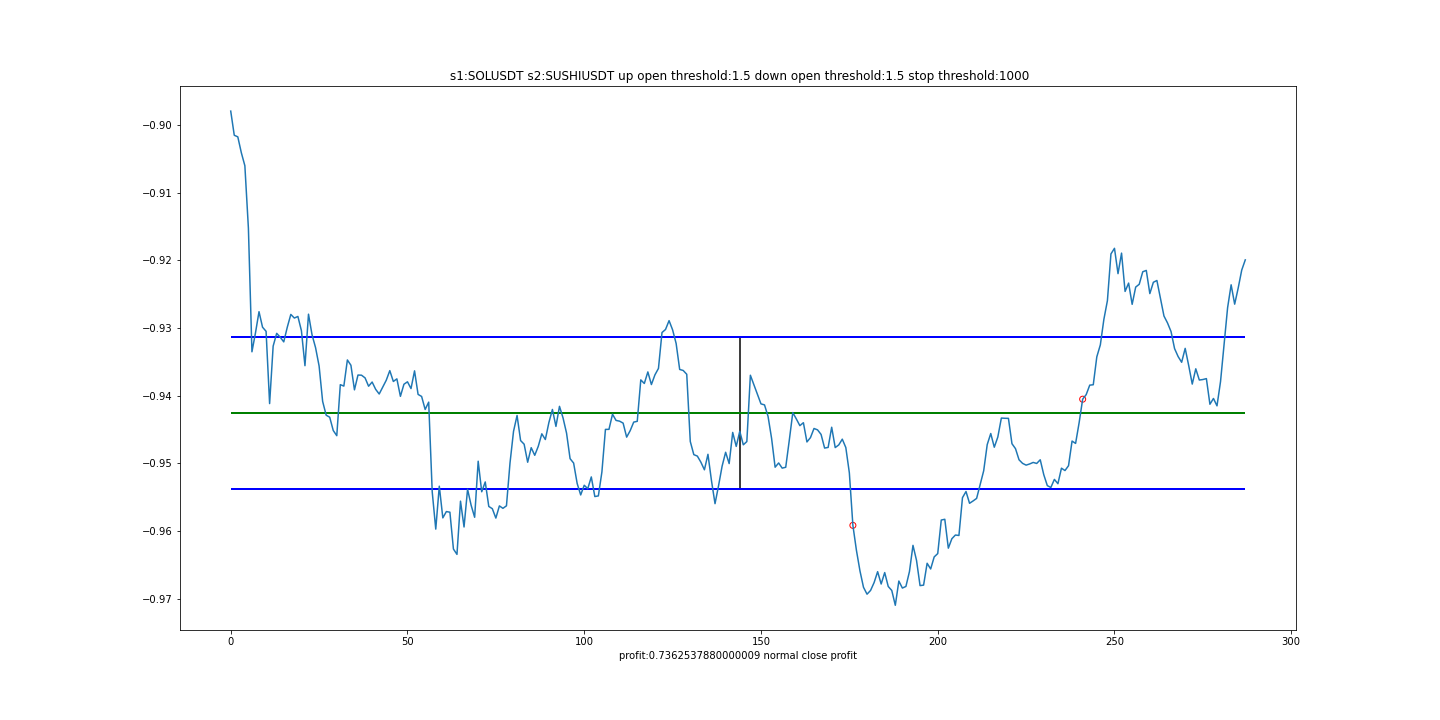 s1:SOLUSDT s2:SUSHIUSDT up open threshold:1.5 down open threshold:1.5 stop threshold:1000
−0.90
−0.91
−0.92
−0.93
−0.94
−0.95
−0.96
−0.97
0 50 100 150 200 250 300
profit:0.7362537880000009 normal close profit